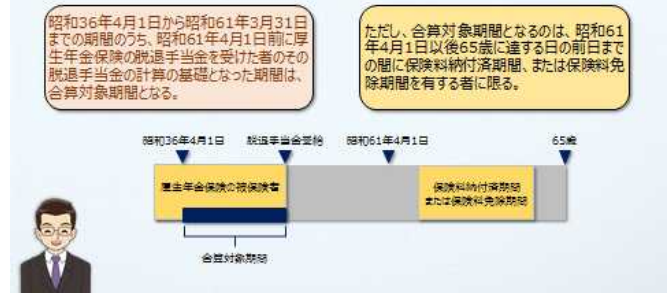 昭和36年4月1日から昭和61年3月31日
までの期間のうち、昭和61年4月1日前に厚
生年金保険の脱退手当金を受けた者のその
脱退手当金の計算の基礎となった期間は、
合算対象期間となる。
ただし、合算対象期間となるのは、昭和61
年4月1日以後65歳に達する日の前日まで
の間に保険料納付済期間、または保険料免
除期間を有する者に限る。
昭和36年4月1日 脱退手当金受給 昭和61年4月1日 65歳
厚生年金保険の被保険者
保険料納付済期間
または保険料免除期間
合算対象期間